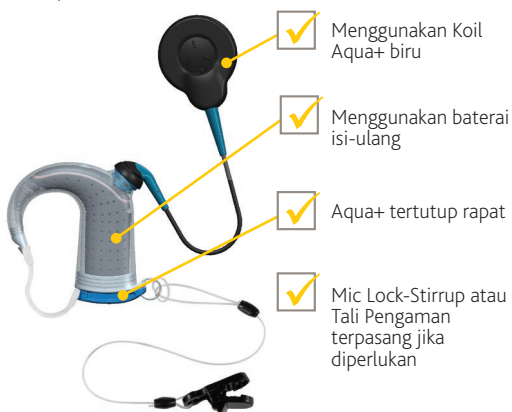 Menggunakan Koil
Aqua+ biru
Menggunakan baterai
isi-ulang
Aqua+ tertutup rapat
Mic Lock-Stirrup atau
Tali Pengaman
terpasang jika
diperlukan